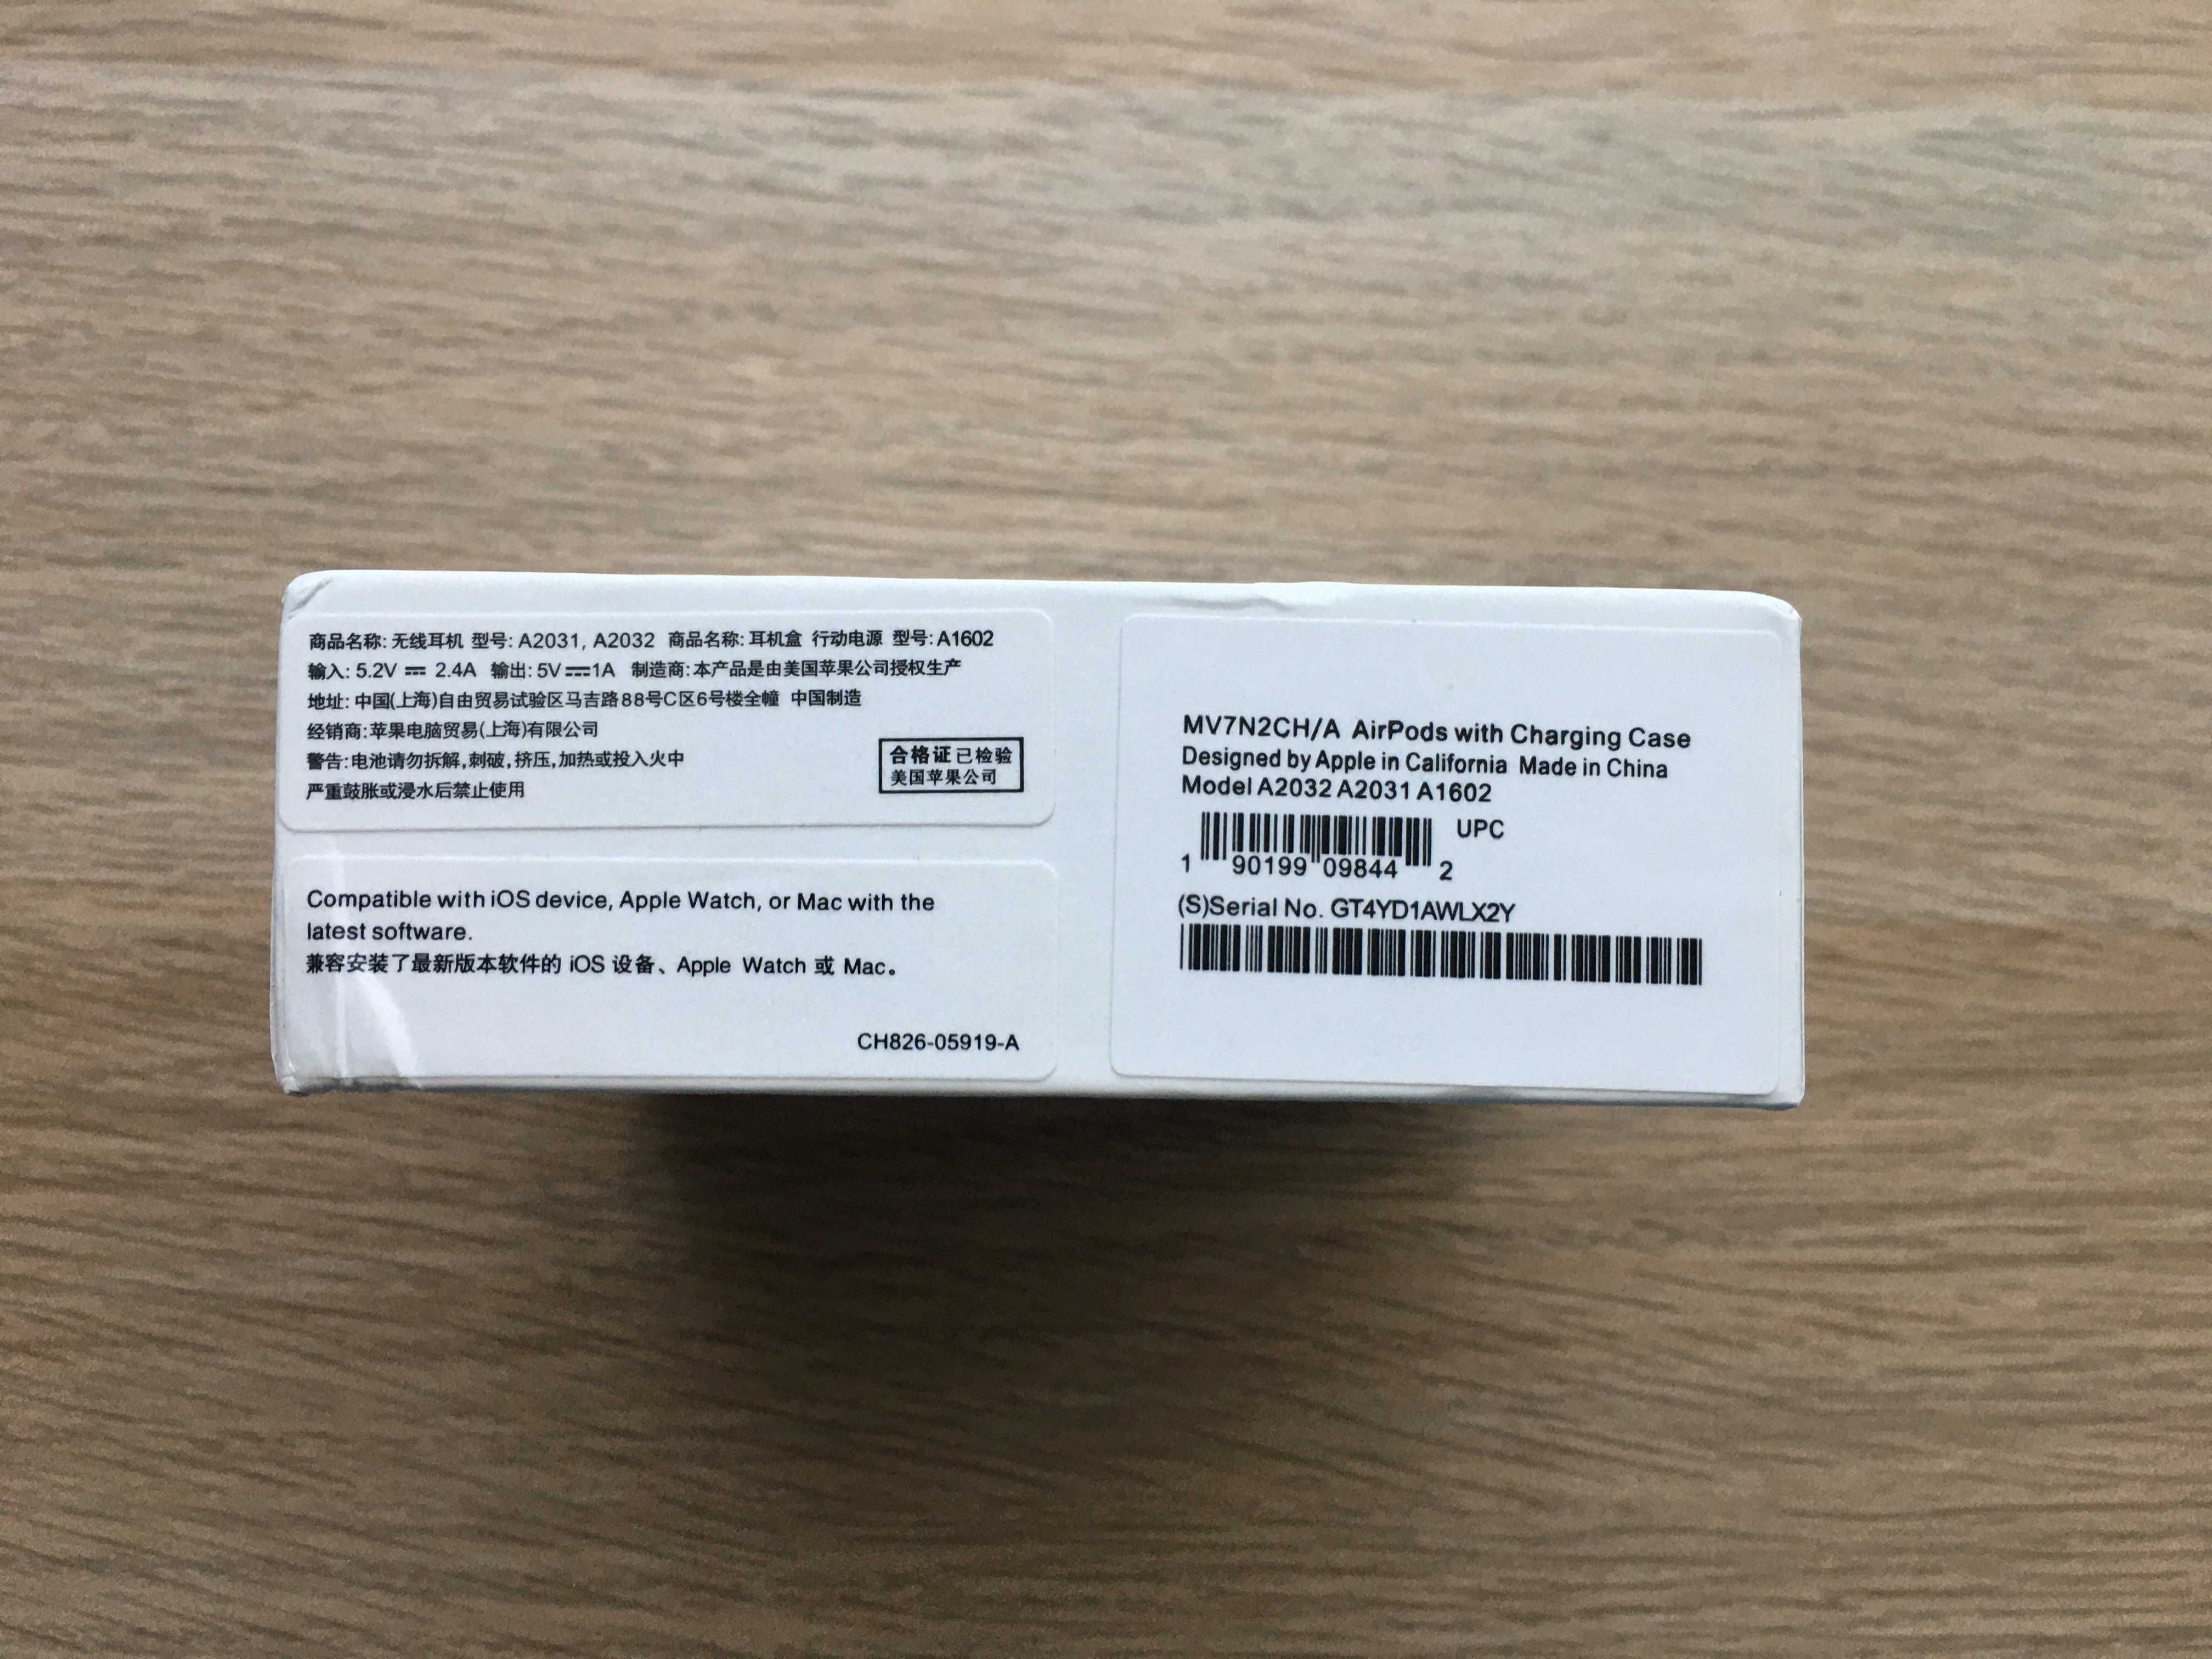 商品名称: 无线耳机 型号: A2031, A2032 商品名称: 耳机盒 行动电源 型号: A1602
输入: 5.2V ⎓ 2.4A 输出: 5V⎓1A 制造商: 本产品是由美国苹果公司授权生产
地址: 中国(上海)自由贸易试验区马吉路88号C区6号楼全幢 中国制造
经销商: 苹果电脑贸易(上海)有限公司
警告: 电池请勿拆解, 刺破, 挤压, 加热或投入火中
严重鼓胀或浸水后禁止使用
合格证已检验
美国苹果公司
Compatible with iOS device, Apple Watch, or Mac with the
latest software.
兼容安装了最新版本软件的 iOS 设备、Apple Watch 或 Mac。
CH826-05919-A
MV7N2CH/A AirPods with Charging Case
Designed by Apple in California Made in China
Model A2032 A2031 A1602
UPC
1 90199 09844 2
(S)Serial No. GT4YD1AWLX2Y